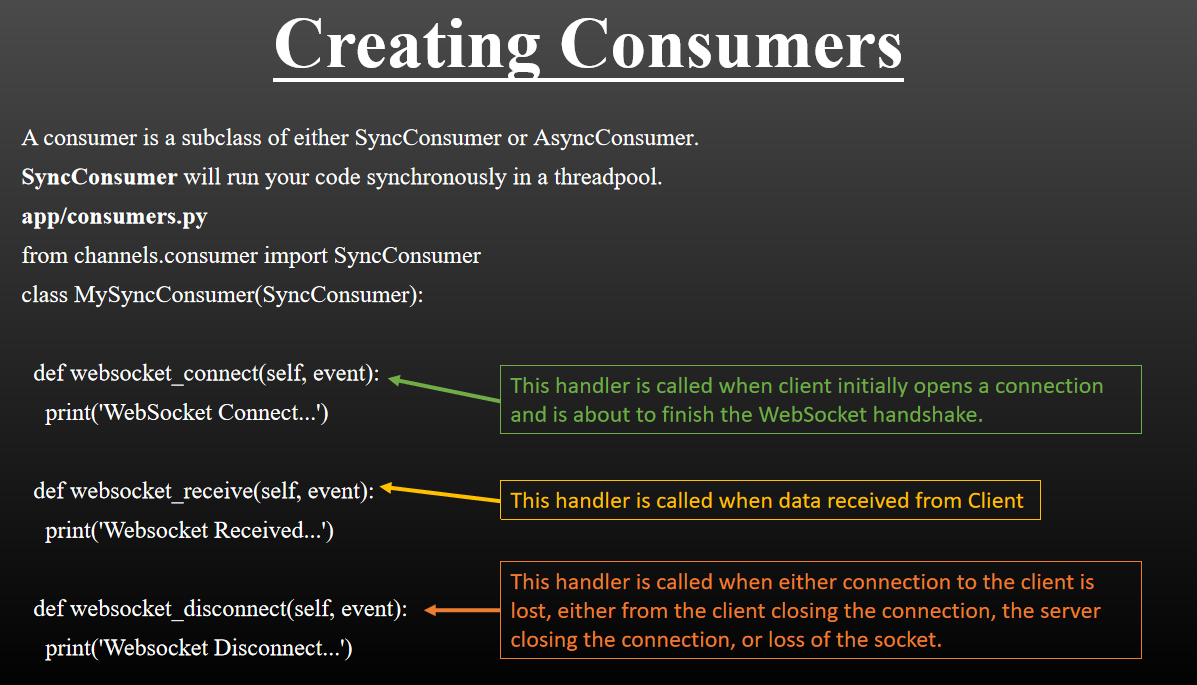 Creating Consumers
A consumer is a subclass of either SyncConsumer or AsyncConsumer.
SyncConsumer will run your code synchronously in a threadpool.
app/consumers.py
from channels.consumer import SyncConsumer
class MySyncConsumer(SyncConsumer):
def websocket_connect(self, event):
print('WebSocket Connect...')
This handler is called when client initially opens a connection
and is about to finish the WebSocket handshake.
def websocket_receive(self, event):
print('Websocket Received...')
This handler is called when data received from Client
def websocket_disconnect(self, event):
print('Websocket Disconnect...')
This handler is called when either connection to the client is
lost, either from the client closing the connection, the server
closing the connection, or loss of the socket.